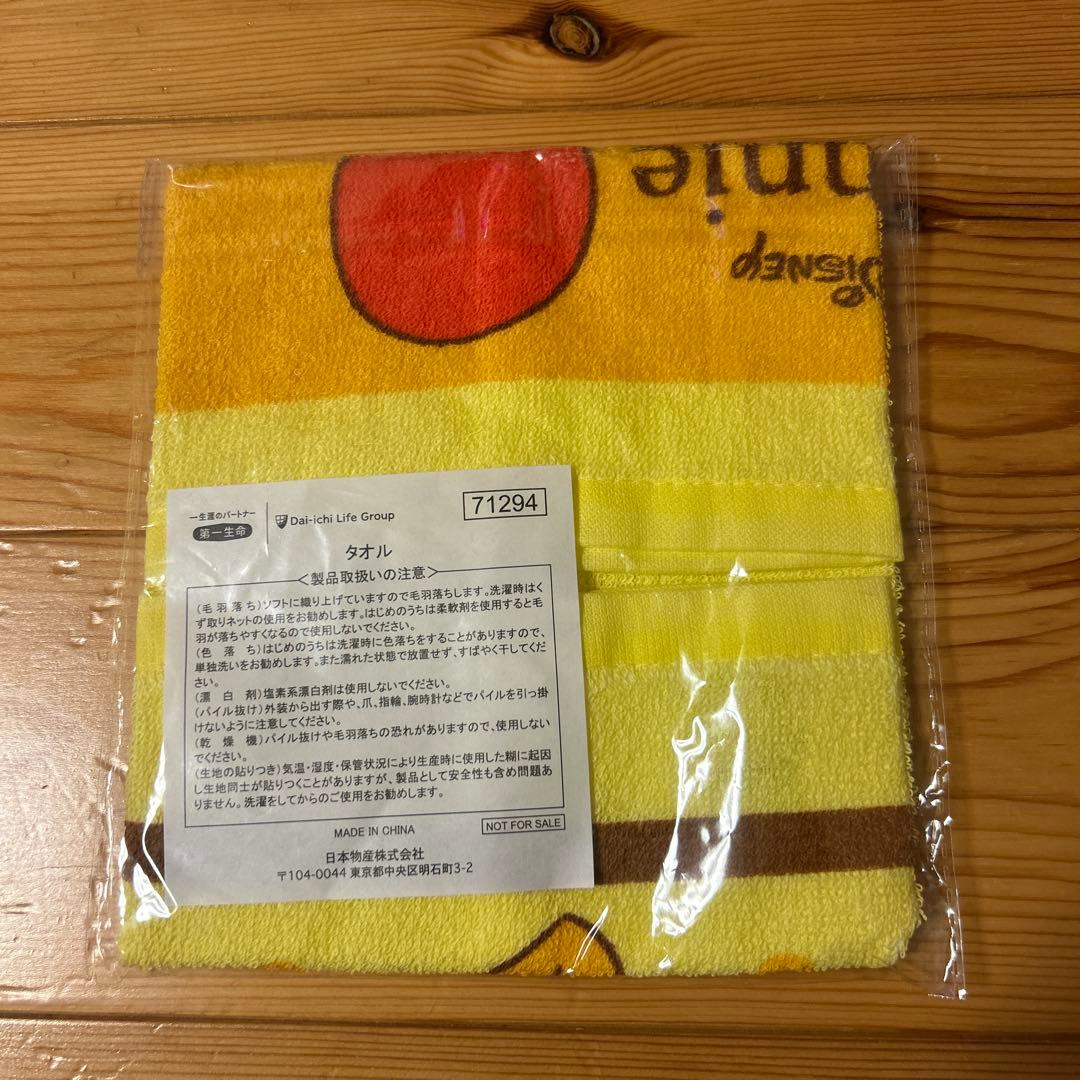 nnie
Disney
一生涯のパートナー
第一生命
Dai-ichi Life Group
71294
タオル
<製品取扱いの注意>
(毛羽落ち)ソフトに織り上げていますので毛羽落ちします。洗濯時はく
ず取りネットの使用をお勧めします。はじめのうちは柔軟剤を使用すると毛
羽が落ちやすくなるので使用しないでください。
(色落ち)はじめのうちは洗濯時に色落ちをすることがありますので、
単独洗いをお勧めします。また濡れた状態で放置せず、すばやく干してくだ
さい。
(漂白剤)塩素系漂白剤は使用しないでください。
(パイル抜け)外装から出す際や、爪、指輪、腕時計などでパイルを引っ掛
けないように注意してください。
(乾燥機)パイル抜けや毛羽落ちの恐れがありますので、使用しない
でください。
(生地の貼りつき)気温・湿度・保管状況により生産時に使用した糊に起因
し生地同士が貼りつくことがありますが、製品として安全性も含め問題あ
りません。洗濯をしてからのご使用をお勧めします。
MADE IN CHINA
NOT FOR SALE
日本物産株式会社
〒104-0044 東京都中央区明石町3-2